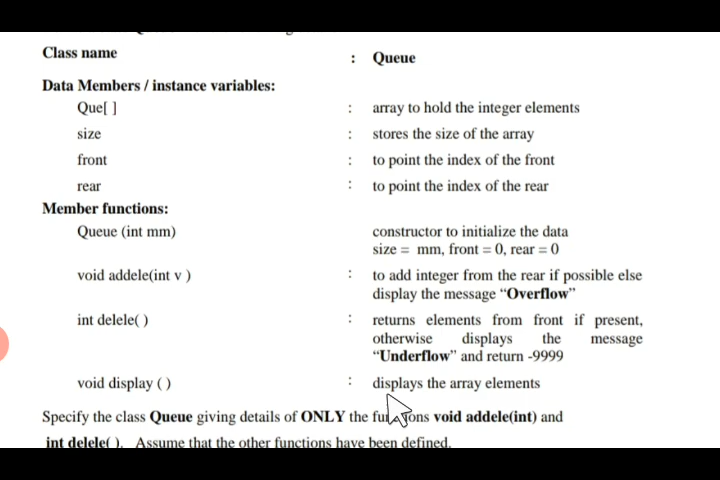 Class name : Queue
Data Members / instance variables:
Que[ ] : array to hold the integer elements
size : stores the size of the array
front : to point the index of the front
rear : to point the index of the rear
Member functions:
Queue (int mm) constructor to initialize the data
size = mm, front = 0, rear = 0
void addele(int v ) : to add integer from the rear if possible else
display the message “Overflow”
int delele( ) : returns elements from front if present,
otherwise displays the message
“Underflow” and return -9999
void display ( ) : displays the array elements
Specify the class Queue giving details of ONLY the functions void addele(int) and
int delele( ). Assume that the other functions have been defined.